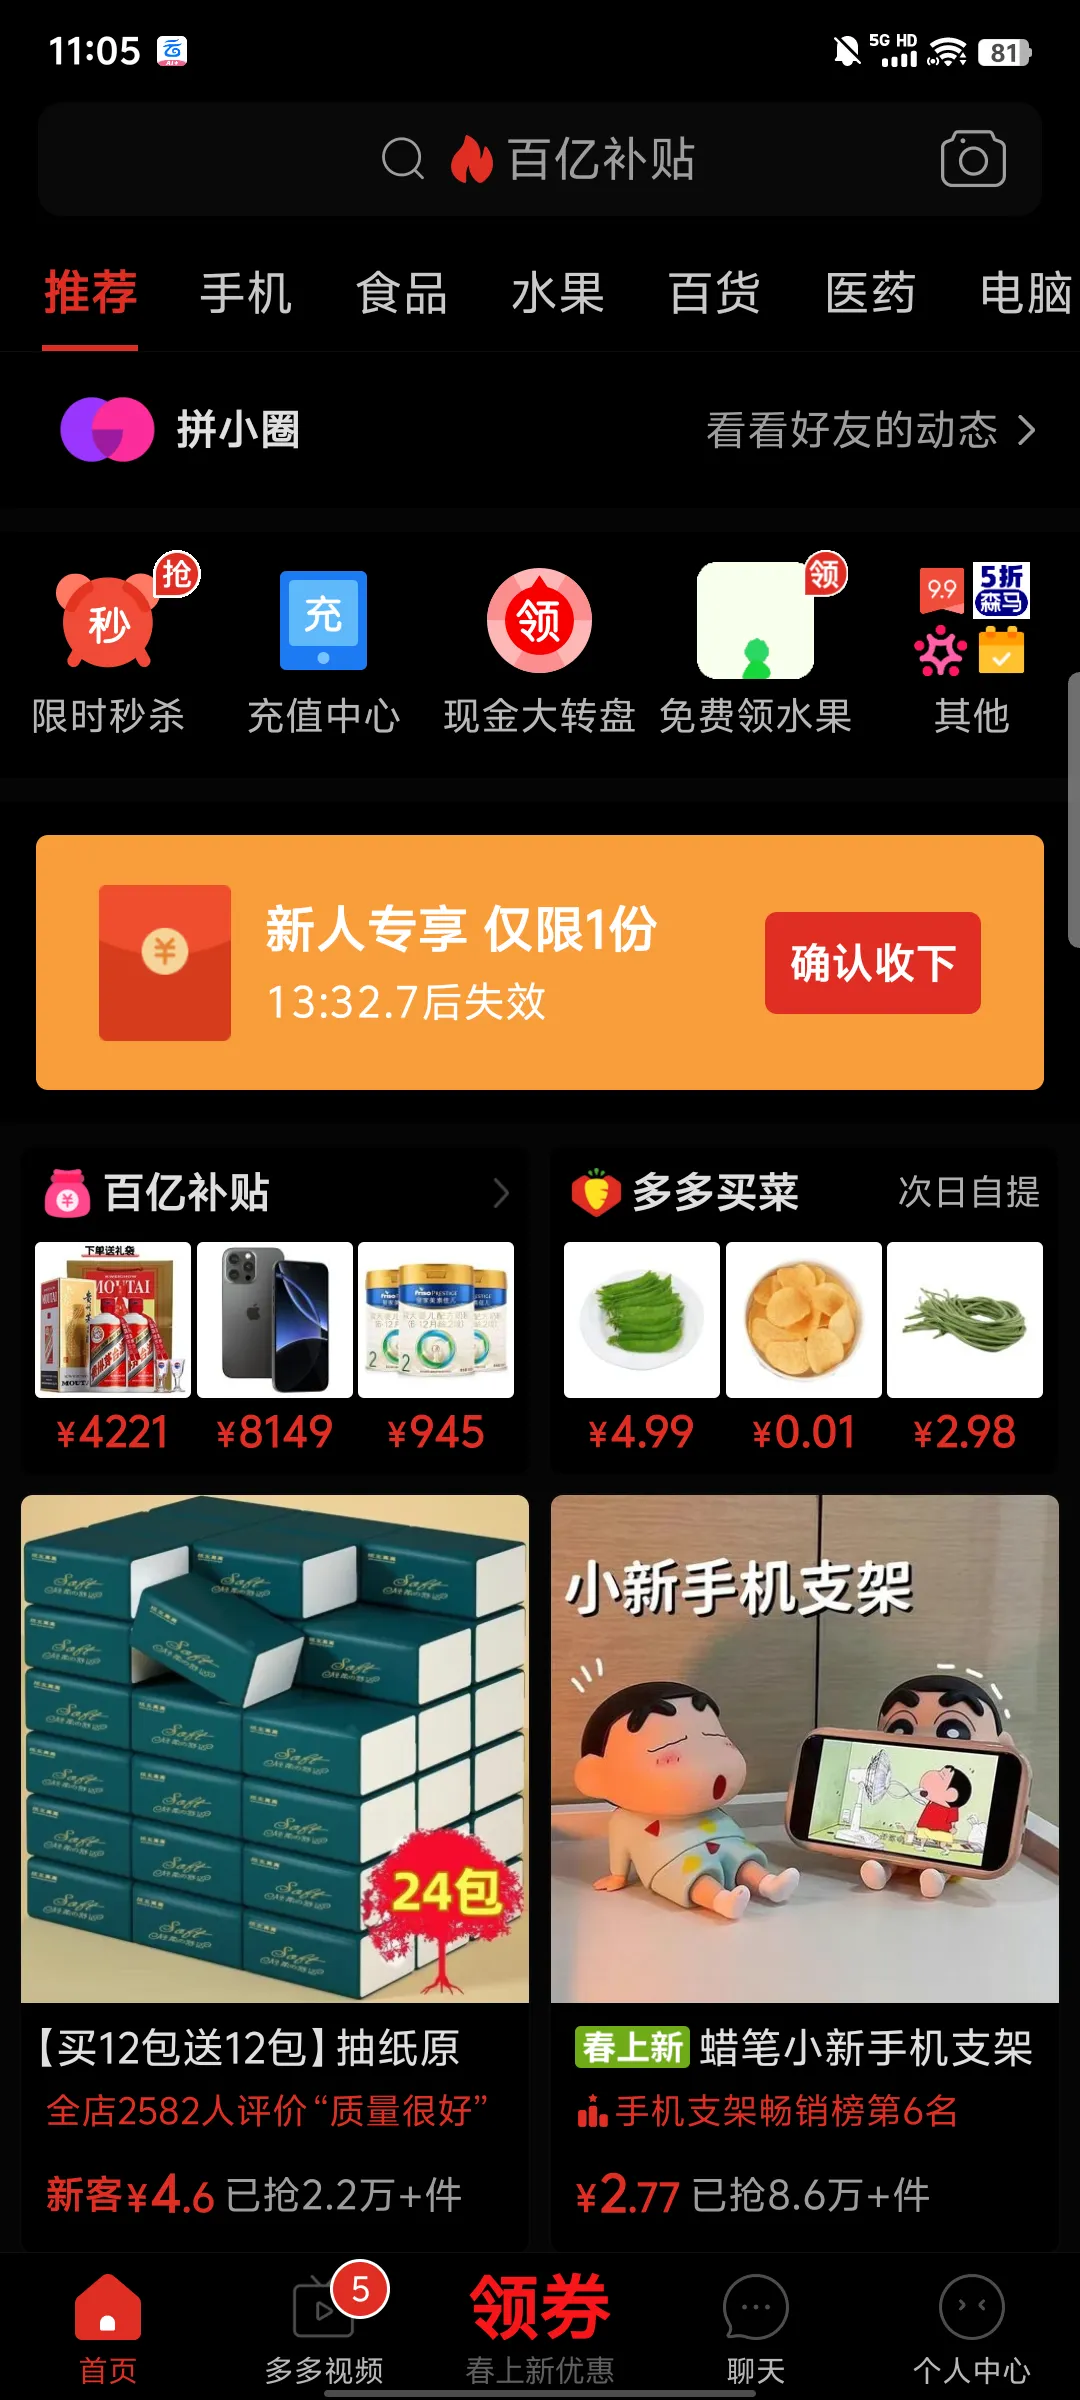 11:05
5G HD
81
百亿补贴
推荐 手机 食品 水果 百货 医药 电脑
拼小圈
看看好友的动态
秒
抢
充
领
领
9.9
5折
森马
限时秒杀 充值中心 现金大转盘 免费领水果 其他
新人专享 仅限1份
13:32.7后失效
确认收下
百亿补贴
下单送礼袋
MOUTAI
¥4221 ¥8149 ¥945
多多买菜 次日自提
¥4.99 ¥0.01 ¥2.98
Soft
24包
【买12包送12包】抽纸原
全店2582人评价“质量很好”
新客¥4.6 已抢2.2万+件
小新手机支架
春上新 蜡笔小新手机支架
手机支架畅销榜第6名
¥2.77 已抢8.6万+件
首页
5
多多视频
领券
春上新优惠
聊天
个人中心